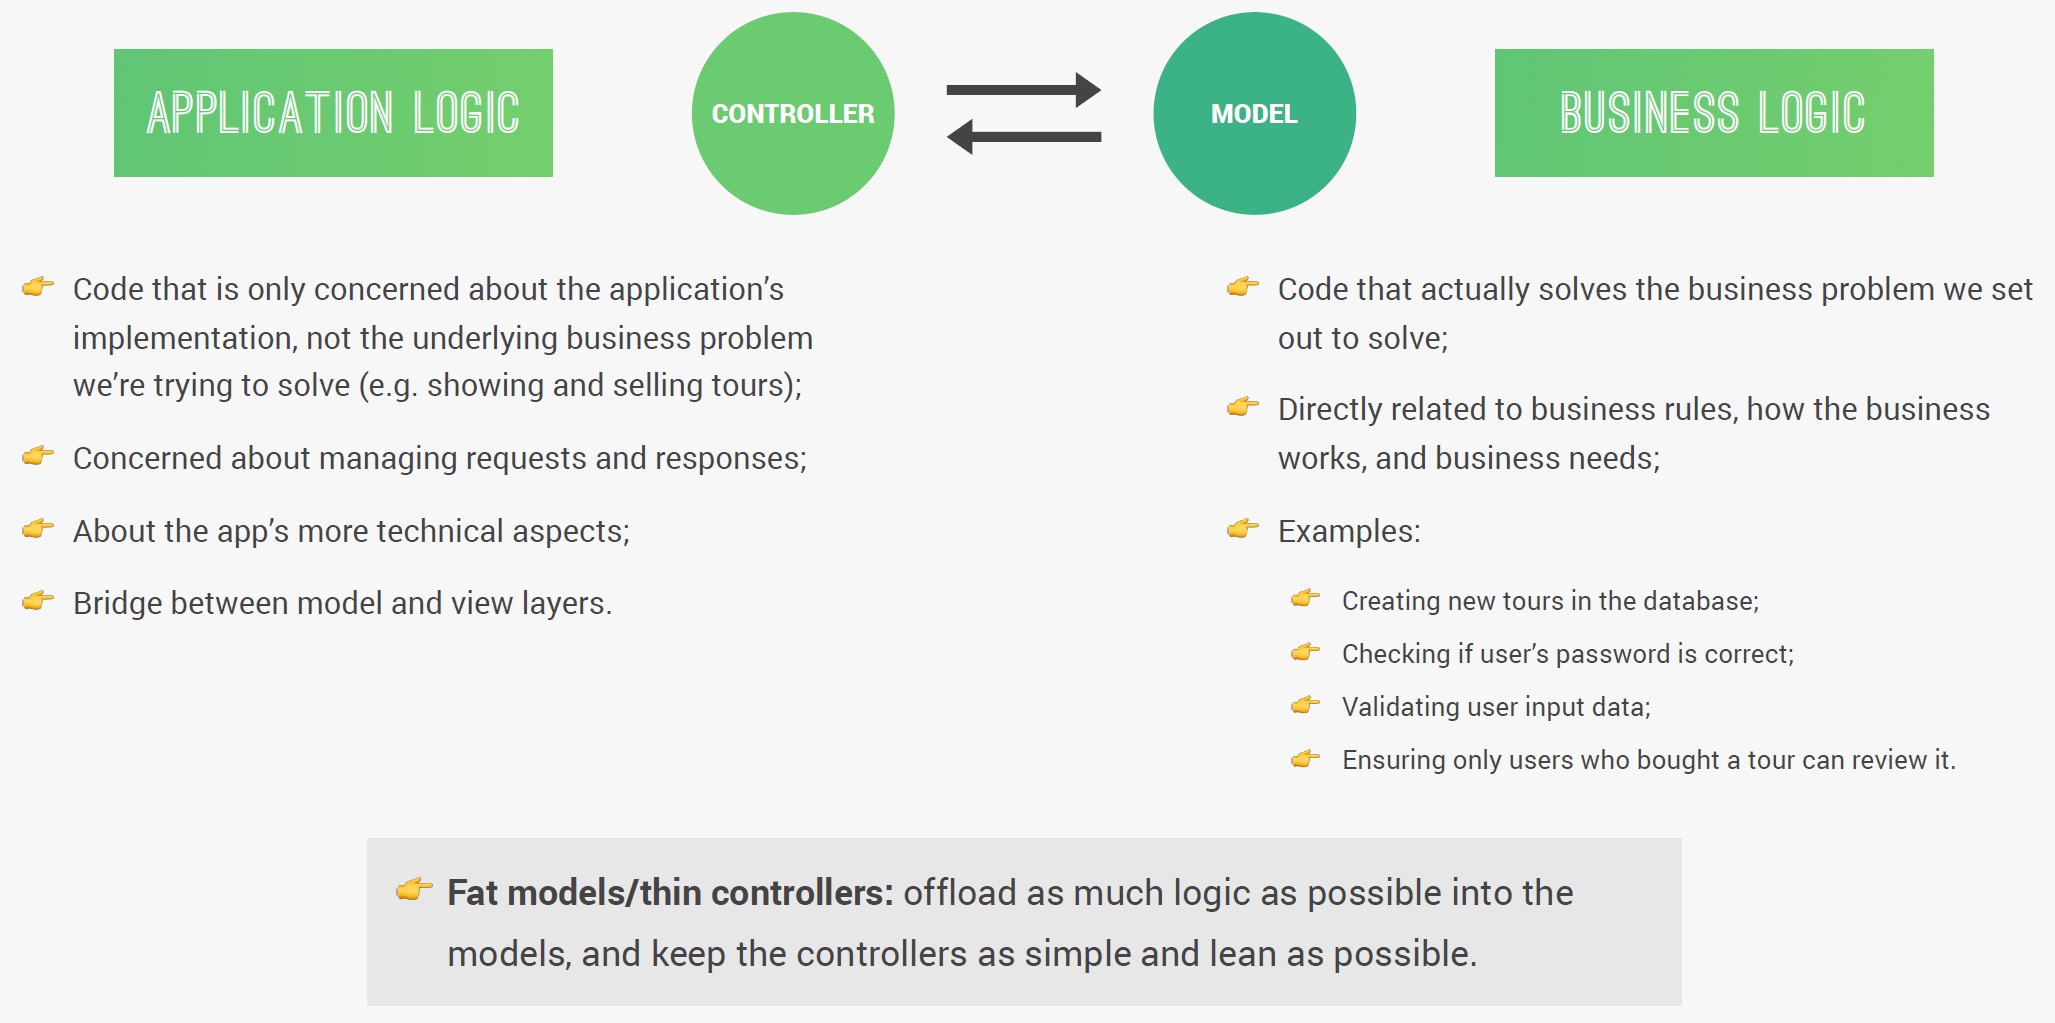 APPLICATION LOGIC
CONTROLLER
MODEL
BUSINESS LOGIC
Code that is only concerned about the application’s
implementation, not the underlying business problem
we’re trying to solve (e.g. showing and selling tours);
Concerned about managing requests and responses;
About the app’s more technical aspects;
Bridge between model and view layers.
Code that actually solves the business problem we set
out to solve;
Directly related to business rules, how the business
works, and business needs;
Examples:
Creating new tours in the database;
Checking if user’s password is correct;
Validating user input data;
Ensuring only users who bought a tour can review it.
Fat models/thin controllers: offload as much logic as possible into the
models, and keep the controllers as simple and lean as possible.